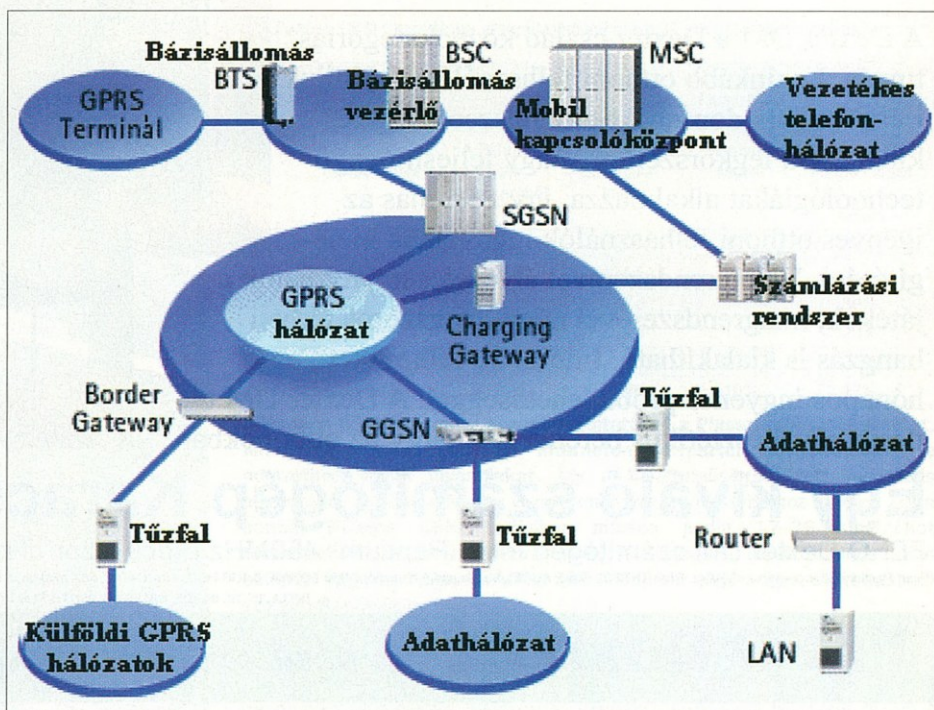 Bázisállomás
BTS
BSC
MSC
GPRS
Terminál
Bázisállomás
vezérlő
Mobil
kapcsolóközpont
Vezetékes
telefon-
hálózat
SGSN
GPRS
hálózat
Charging
Gateway
Számlázási
rendszer
Border
Gateway
GGSN
Tűzfal
Adathálózat
Tűzfal
Tűzfal
Router
Külföldi GPRS
hálózatok
Adathálózat
LAN